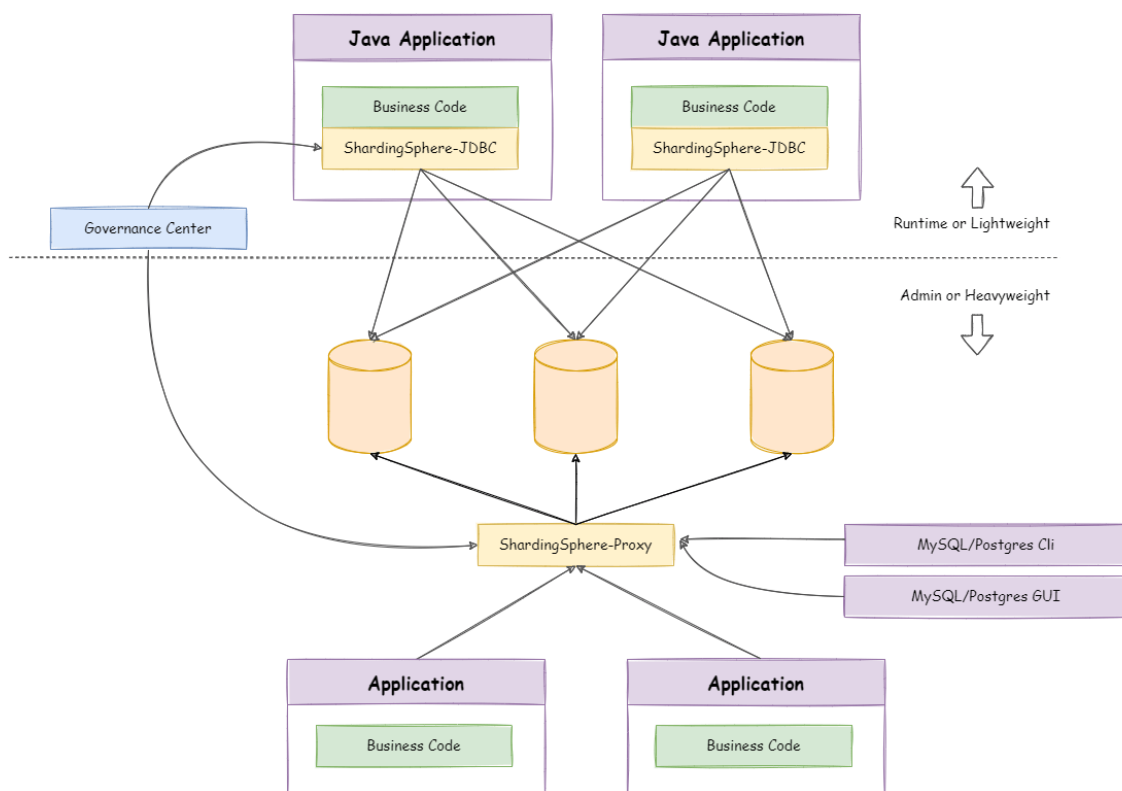 Java Application
Java Application
Business Code
Business Code
ShardingSphere-JDBC
ShardingSphere-JDBC
Governance Center
Runtime or Lightweight
Admin or Heavyweight
ShardingSphere-Proxy
MySQL/Postgres Cli
MySQL/Postgres GUI
Application
Application
Business Code
Business Code